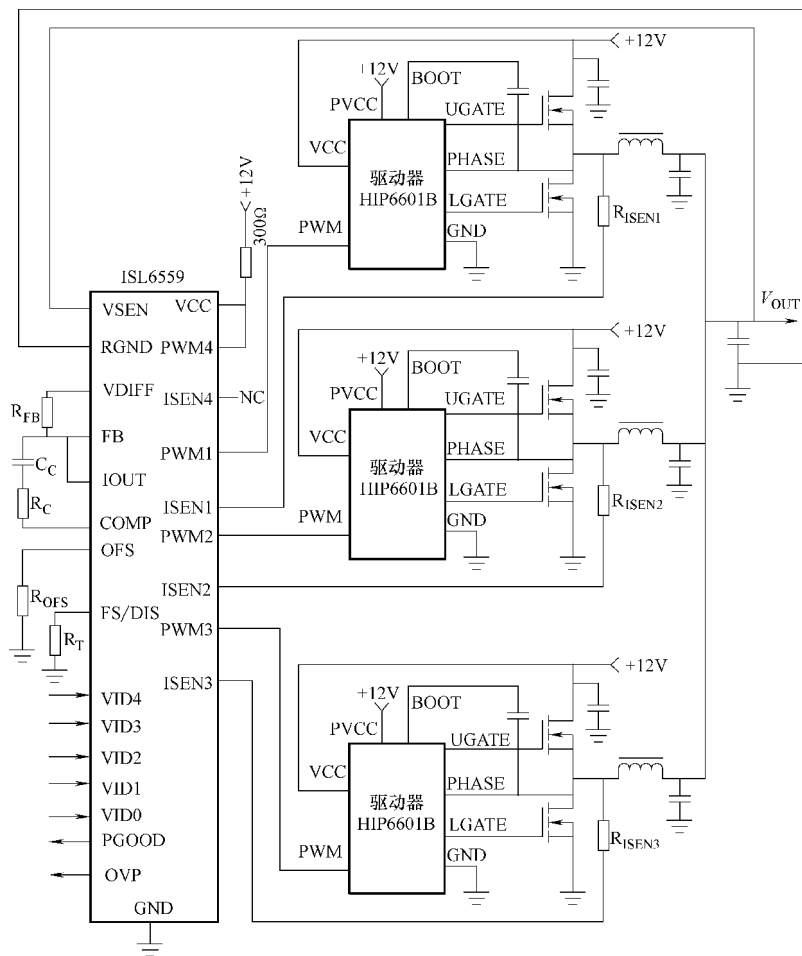 +12V
+12V
BOOT
PVCC
UGATE
VCC
驱动器
HIP6601B
PHASE
LGATE
PWM
GND
R_ISEN1
+12V
300Ω
ISL6559
VSEN
VCC
RGND
PWM4
VDIFF
ISEN4
NC
R_FB
FB
PWM1
C_C
IOUT
R_C
ISEN1
COMP
PWM2
OFS
R_OFS
ISEN2
FS/DIS
R_T
PWM3
ISEN3
VID4
VID3
VID2
VID1
VID0
PGOOD
OVP
GND
V_OUT
+12V
+12V
BOOT
PVCC
UGATE
VCC
驱动器
HIP6601B
PHASE
LGATE
PWM
GND
R_ISEN2
+12V
+12V
BOOT
PVCC
UGATE
VCC
驱动器
HIP6601B
PHASE
LGATE
PWM
GND
R_ISEN3